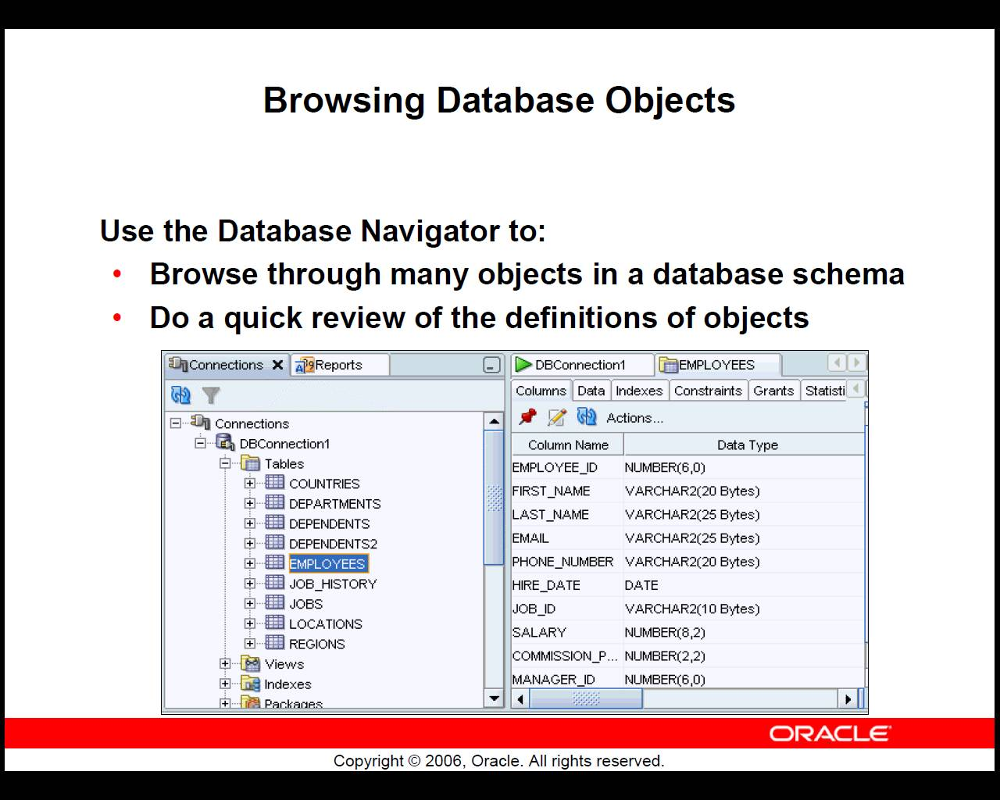 Browsing Database Objects
Use the Database Navigator to:
• Browse through many objects in a database schema
• Do a quick review of the definitions of objects
Connections
Reports
Connections
DBConnection1
Tables
COUNTRIES
DEPARTMENTS
DEPENDENTS
DEPENDENTS2
EMPLOYEES
JOB_HISTORY
JOBS
LOCATIONS
REGIONS
Views
Indexes
Packages
DBConnection1 EMPLOYEES
Columns Data Indexes Constraints Grants Statisti
Actions...
Column Name Data Type
EMPLOYEE_ID NUMBER(6,0)
FIRST_NAME VARCHAR2(20 Bytes)
LAST_NAME VARCHAR2(25 Bytes)
EMAIL VARCHAR2(25 Bytes)
PHONE_NUMBER VARCHAR2(20 Bytes)
HIRE_DATE DATE
JOB_ID VARCHAR2(10 Bytes)
SALARY NUMBER(8,2)
COMMISSION_P... NUMBER(2,2)
MANAGER_ID NUMBER(6,0)
ORACLE
Copyright © 2006, Oracle. All rights reserved.